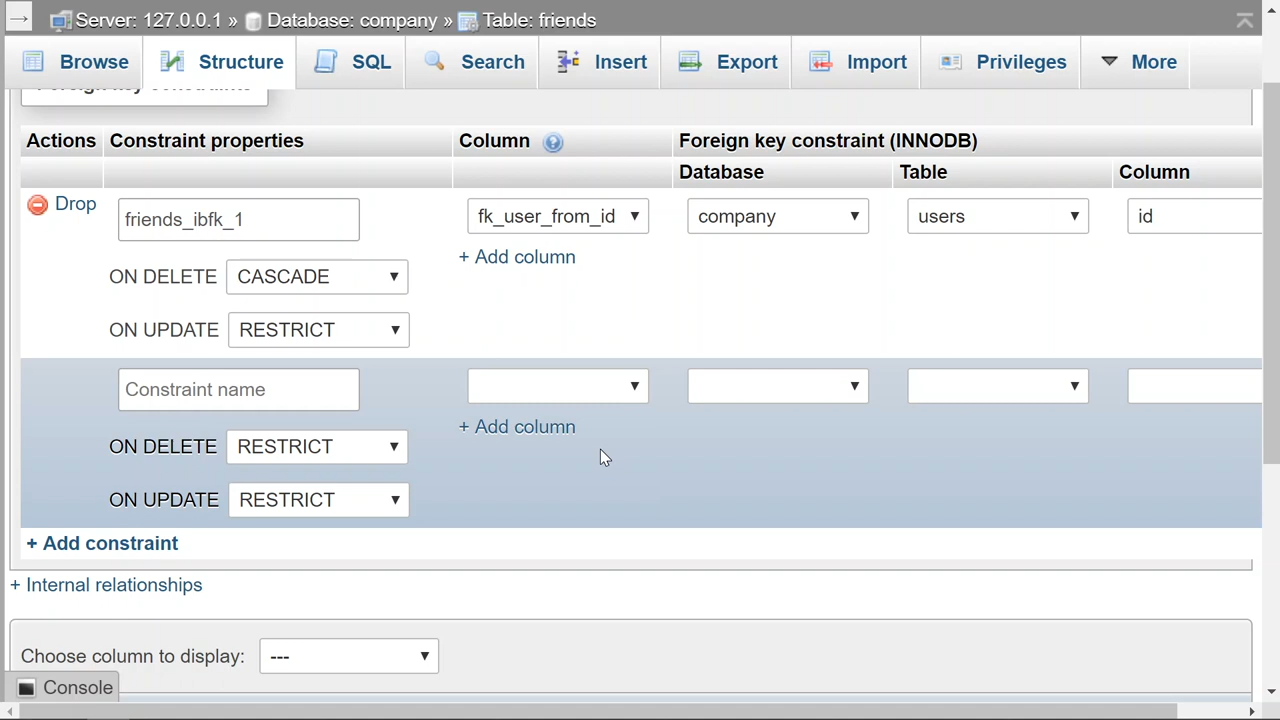 Server: 127.0.0.1 » Database: company » Table: friends
Browse Structure SQL Search Insert Export Import Privileges More
Foreign key constraints
Actions Constraint properties Column Foreign key constraint (INNODB)
Database Table Column
Drop friends_ibfk_1 fk_user_from_id company users id
+ Add column
ON DELETE CASCADE
ON UPDATE RESTRICT
Constraint name
+ Add column
ON DELETE RESTRICT
ON UPDATE RESTRICT
+ Add constraint
+ Internal relationships
Choose column to display: ---
Console